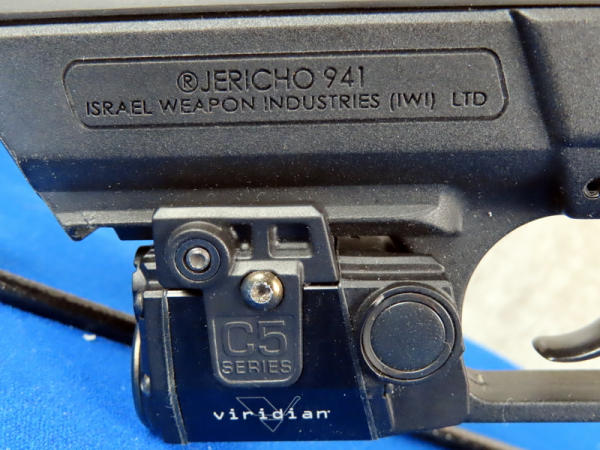 ®JERICHO 941
ISRAEL WEAPON INDUSTRIES (IWI) LTD
C5
SERIES
viridian